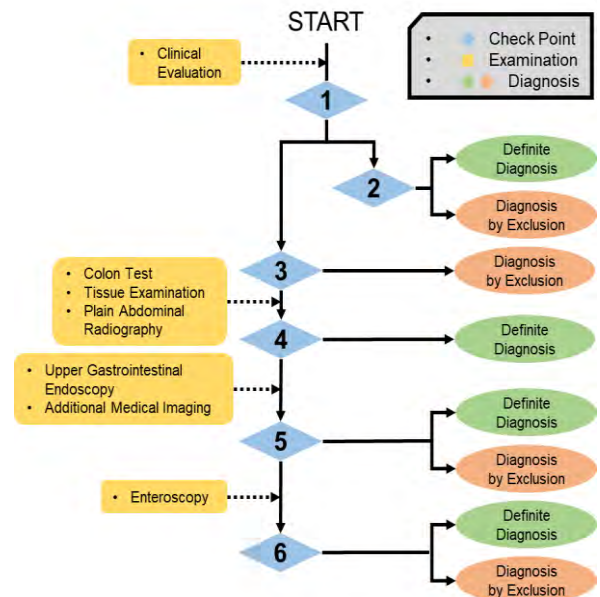 START
• Clinical
Evaluation
• Check Point
• Examination
• Diagnosis
1
2
Definite
Diagnosis
Diagnosis
by Exclusion
3
Diagnosis
by Exclusion
• Colon Test
• Tissue Examination
• Plain Abdominal
Radiography
4
Definite
Diagnosis
• Upper Gastrointestinal
Endoscopy
• Additional Medical Imaging
5
Definite
Diagnosis
Diagnosis
by Exclusion
• Enteroscopy
6
Definite
Diagnosis
Diagnosis
by Exclusion